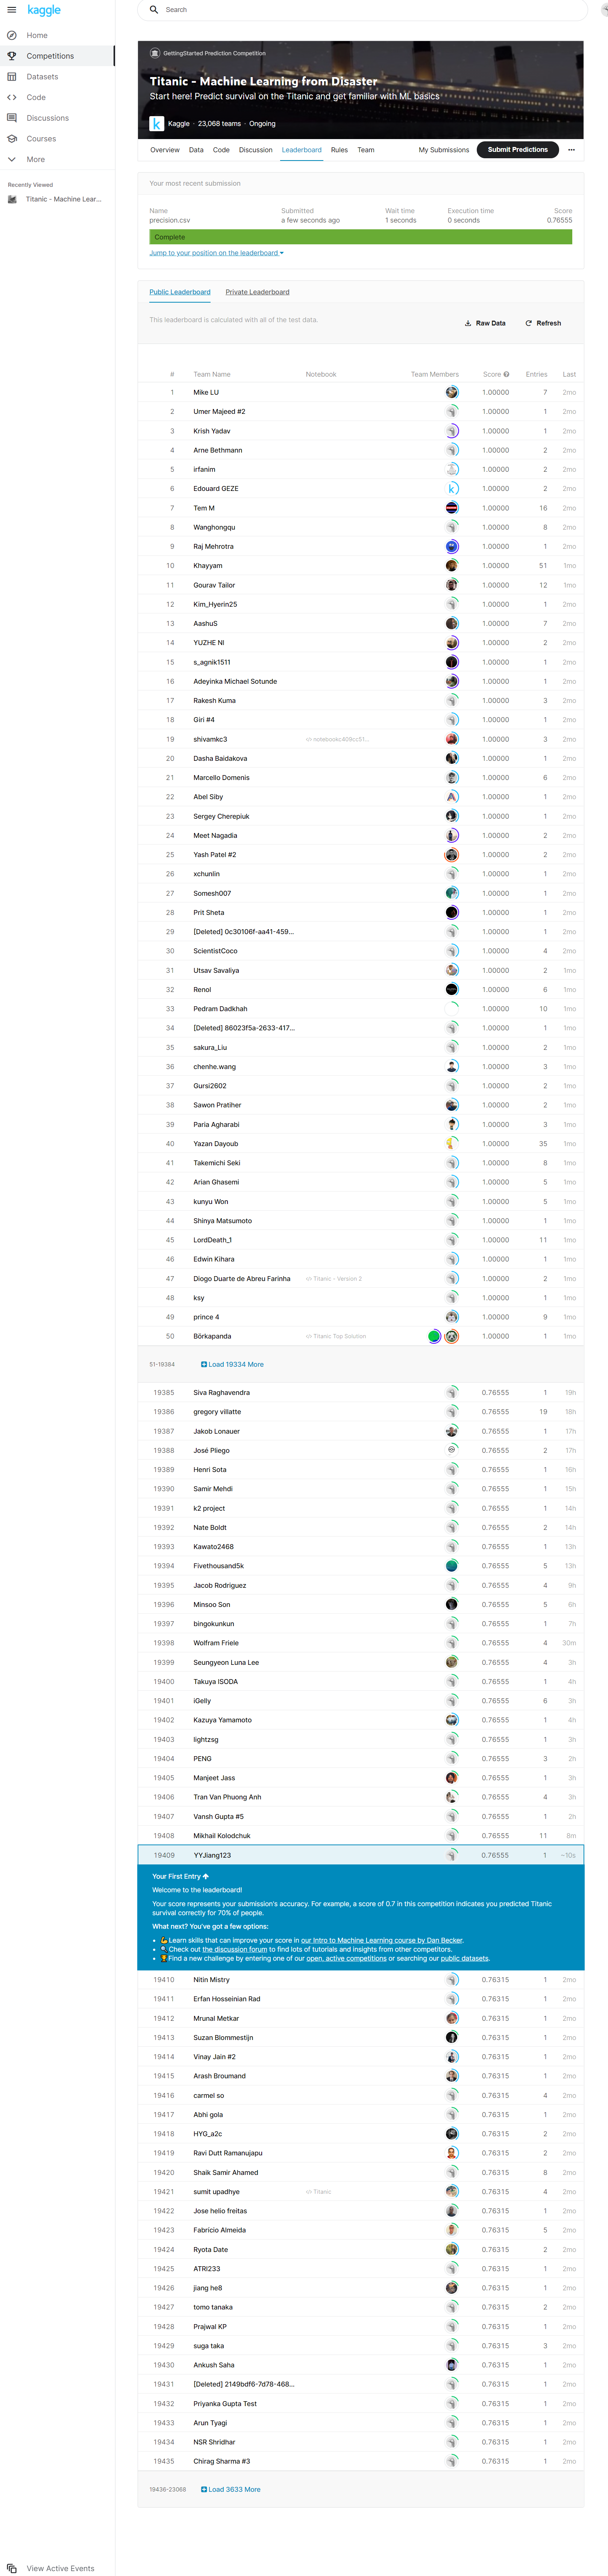 kaggle
Search
Home
Competitions
Datasets
Code
Discussions
Courses
More
Recently Viewed
Titanic - Machine Lear...
GettingStarted Prediction Competition
Titanic - Machine Learning from Disaster
Start here! Predict survival on the Titanic and get familiar with ML basics
Kaggle · 23,068 teams · Ongoing
Overview Data Code Discussion Leaderboard Rules Team My Submissions Submit Predictions
Your most recent submission
Name Submitted Wait time Execution time Score
precision.csv a few seconds ago 1 seconds 0 seconds 0.76555
Complete
Jump to your position on the leaderboard
Public Leaderboard Private Leaderboard
This leaderboard is calculated with all of the test data.
Raw Data Refresh
# Team Name Notebook Team Members Score Entries Last
1 Mike LU 1.00000 7 2mo
2 Umer Majeed #2 1.00000 1 2mo
3 Krish Yadav 1.00000 1 2mo
4 Arne Bethmann 1.00000 2 2mo
5 irfanim 1.00000 2 2mo
6 Edouard GEZE 1.00000 2 2mo
7 Tem M 1.00000 16 2mo
8 Wanghongqu 1.00000 8 2mo
9 Raj Mehrotra 1.00000 1 2mo
10 Khayyam 1.00000 51 1mo
11 Gourav Tailor 1.00000 12 1mo
12 Kim_Hyerin25 1.00000 1 2mo
13 AashuS 1.00000 7 2mo
14 YUZHE NI 1.00000 2 2mo
15 s_agnik1511 1.00000 1 2mo
16 Adeyinka Michael Sotunde 1.00000 1 2mo
17 Rakesh Kuma 1.00000 3 2mo
18 Giri #4 1.00000 1 2mo
19 shivamkc3 notebookc409cc51... 1.00000 3 2mo
20 Dasha Baidakova 1.00000 1 2mo
21 Marcello Domenis 1.00000 6 2mo
22 Abel Siby 1.00000 1 2mo
23 Sergey Cherepiuk 1.00000 1 2mo
24 Meet Nagadia 1.00000 2 2mo
25 Yash Patel #2 1.00000 2 2mo
26 xchunlin 1.00000 1 2mo
27 Somesh007 1.00000 1 2mo
28 Prit Sheta 1.00000 1 2mo
29 [Deleted] 0c30106f-aa41-459... 1.00000 1 2mo
30 ScientistCoco 1.00000 4 2mo
31 Utsav Savaliya 1.00000 2 1mo
32 Renol 1.00000 6 1mo
33 Pedram Dadkhah 1.00000 10 1mo
34 [Deleted] 86023f5a-2633-417... 1.00000 1 2mo
35 sakura_Liu 1.00000 2 1mo
36 chenhe.wang 1.00000 3 1mo
37 Gursi2602 1.00000 2 1mo
38 Sawon Pratiher 1.00000 2 1mo
39 Paria Agharabi 1.00000 3 1mo
40 Yazan Dayoub 1.00000 35 1mo
41 Takemichi Seki 1.00000 8 1mo
42 Arian Ghasemi 1.00000 5 1mo
43 kunyu Won 1.00000 5 1mo
44 Shinya Matsumoto 1.00000 1 1mo
45 LordDeath_1 1.00000 11 1mo
46 Edwin Kihara 1.00000 1 1mo
47 Diogo Duarte de Abreu Farinha Titanic - Version 2 1.00000 2 1mo
48 ksy 1.00000 1 1mo
49 prince 4 1.00000 9 1mo
50 Börkapanda Titanic Top Solution 1.00000 1 1mo
51-19384 Load 19334 More
19385 Siva Raghavendra 0.76555 1 19h
19386 gregory villatte 0.76555 19 18h
19387 Jakob Lonauer 0.76555 1 17h
19388 José Pliego 0.76555 2 17h
19389 Henri Sota 0.76555 1 16h
19390 Samir Mehdi 0.76555 1 15h
19391 k2 project 0.76555 1 14h
19392 Nate Boldt 0.76555 2 14h
19393 Kawato2468 0.76555 1 13h
19394 Fivethousand5k 0.76555 5 13h
19395 Jacob Rodriguez 0.76555 4 9h
19396 Minsoo Son 0.76555 5 6h
19397 bingokunkun 0.76555 1 7h
19398 Wolfram Friele 0.76555 4 30m
19399 Seungyeon Luna Lee 0.76555 4 3h
19400 Takuya ISODA 0.76555 1 4h
19401 iGelly 0.76555 6 3h
19402 Kazuya Yamamoto 0.76555 1 4h
19403 lightzsg 0.76555 1 3h
19404 PENG 0.76555 3 2h
19405 Manjeet Jass 0.76555 1 3h
19406 Tran Van Phuong Anh 0.76555 4 3h
19407 Vansh Gupta #5 0.76555 1 2h
19408 Mikhail Kolodchuk 0.76555 11 8m
19409 YYJiang123 0.76555 1 ~10s
Your First Entry
Welcome to the leaderboard!
Your score represents your submission's accuracy. For example, a score of 0.7 in this competition indicates you predicted Titanic
survival correctly for 70% of people.
What next? You've got a few options:
Learn skills that can improve your score in our Intro to Machine Learning course by Dan Becker.
Check out the discussion forum to find lots of tutorials and insights from other competitors.
Find a new challenge by entering one of our open, active competitions or searching our public datasets.
19410 Nitin Mistry 0.76315 1 2mo
19411 Erfan Hosseinian Rad 0.76315 1 2mo
19412 Mrunal Metkar 0.76315 1 2mo
19413 Suzan Blommestijn 0.76315 1 2mo
19414 Vinay Jain #2 0.76315 1 2mo
19415 Arash Broumand 0.76315 1 2mo
19416 carmel so 0.76315 4 2mo
19417 Abhi gola 0.76315 1 2mo
19418 HYG_a2c 0.76315 2 2mo
19419 Ravi Dutt Ramanujapu 0.76315 2 2mo
19420 Shaik Samir Ahamed 0.76315 8 2mo
19421 sumit upadhye Titanic 0.76315 4 2mo
19422 Jose helio freitas 0.76315 1 2mo
19423 Fabricio Almeida 0.76315 5 2mo
19424 Ryota Date 0.76315 2 2mo
19425 ATRI233 0.76315 1 2mo
19426 jiang he8 0.76315 1 2mo
19427 tomo tanaka 0.76315 2 2mo
19428 Prajwal KP 0.76315 1 2mo
19429 suga taka 0.76315 3 2mo
19430 Ankush Saha 0.76315 1 2mo
19431 [Deleted] 2149bdf6-7d78-468... 0.76315 1 2mo
19432 Priyanka Gupta Test 0.76315 1 2mo
19433 Arun Tyagi 0.76315 1 2mo
19434 NSR Shridhar 0.76315 1 2mo
19435 Chirag Sharma #3 0.76315 1 2mo
19436-23068 Load 3633 More
View Active Events